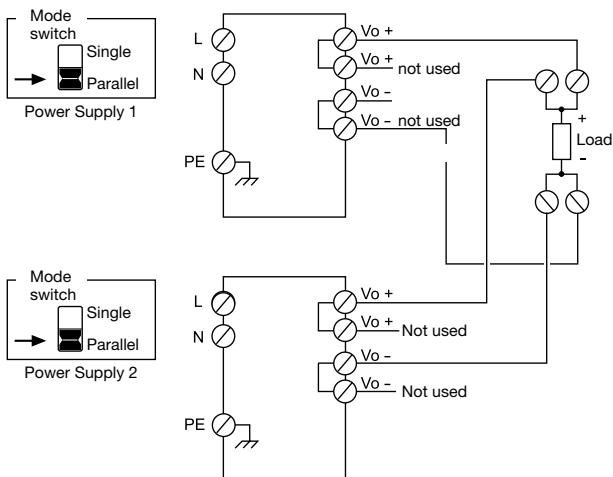 Mode
switch
Single
Parallel
Power Supply 1
L
N
PE
Vo +
Vo + not used
Vo –
Vo – not used
+
Load
-
Mode
switch
Single
Parallel
Power Supply 2
L
N
PE
Vo +
Vo + Not used
Vo –
Vo – Not used